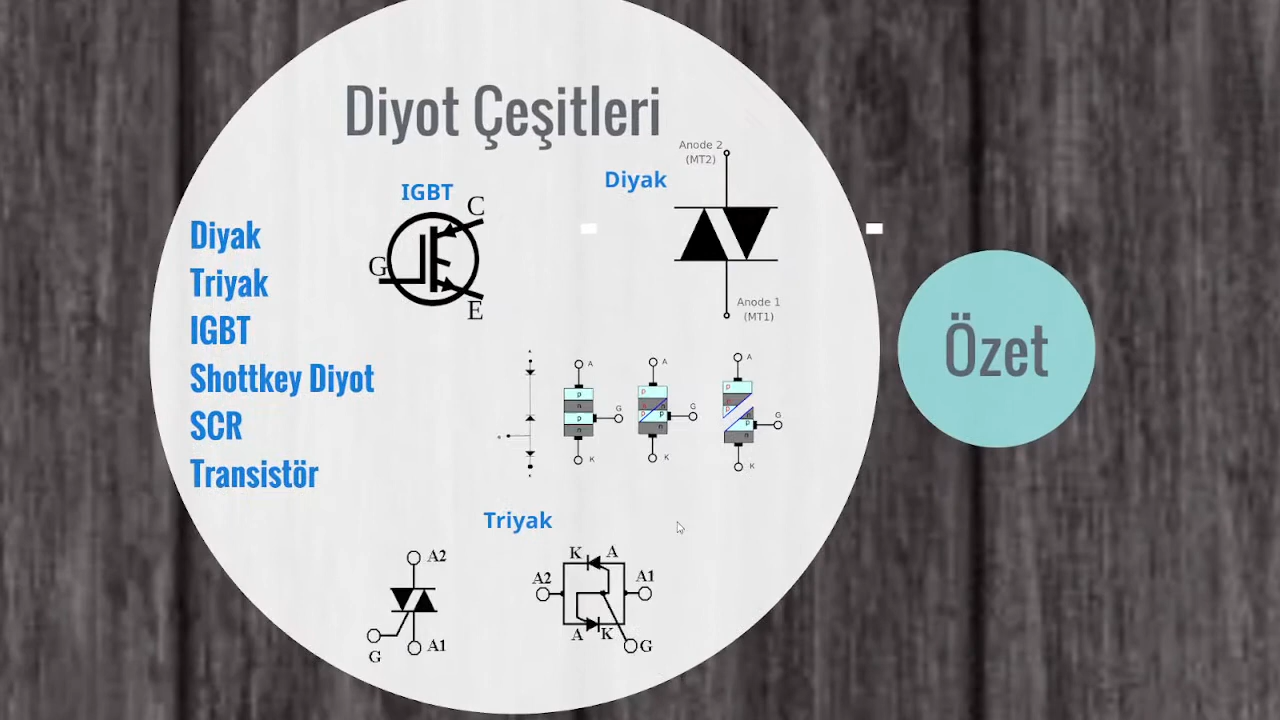 Diyot Çeşitleri
Diyak
Triyak
IGBT
Shottkey Diyot
SCR
Transistör
IGBT
C
G
E
Diyak
Anode 2
(MT2)
Anode 1
(MT1)
A
p
n
p
n
G
K
A
p
n
p
p
n
G
K
A
p
n
p
n
G
K
Triyak
A2
G
A1
K A
A2
A1
A K
G
Özet